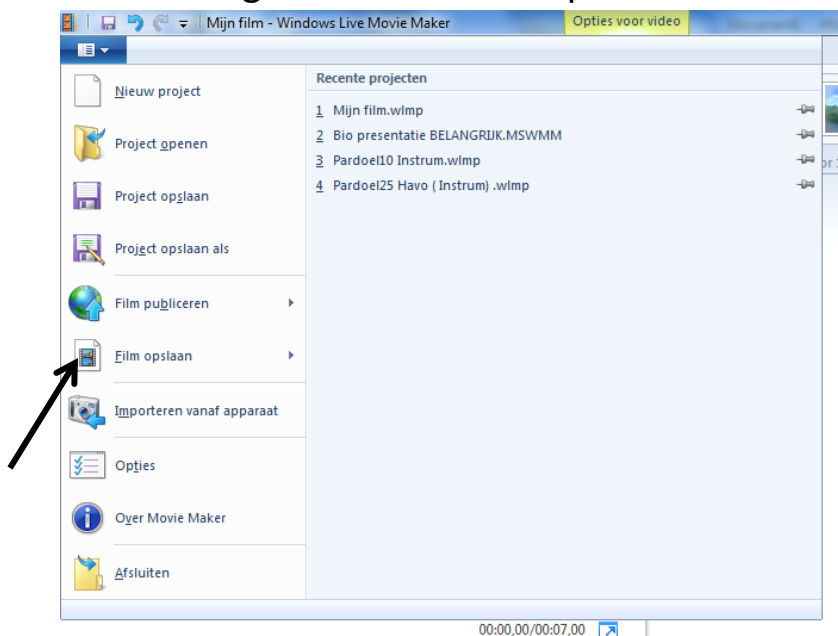 Mijn film - Windows Live Movie Maker
Opties voor video
Recente projecten
Nieuw project
1 Mijn film.wlmp
2 Bio presentatie BELANGRIJK.MSWMM
Project openen
3 Pardoel10 Instrum.wlmp
4 Pardoel25 Havo ( Instrum) .wlmp
Project opslaan
Project opslaan als
Film publiceren
Film opslaan
Importeren vanaf apparaat
Opties
Over Movie Maker
Afsluiten
00:00,00/00:07,00